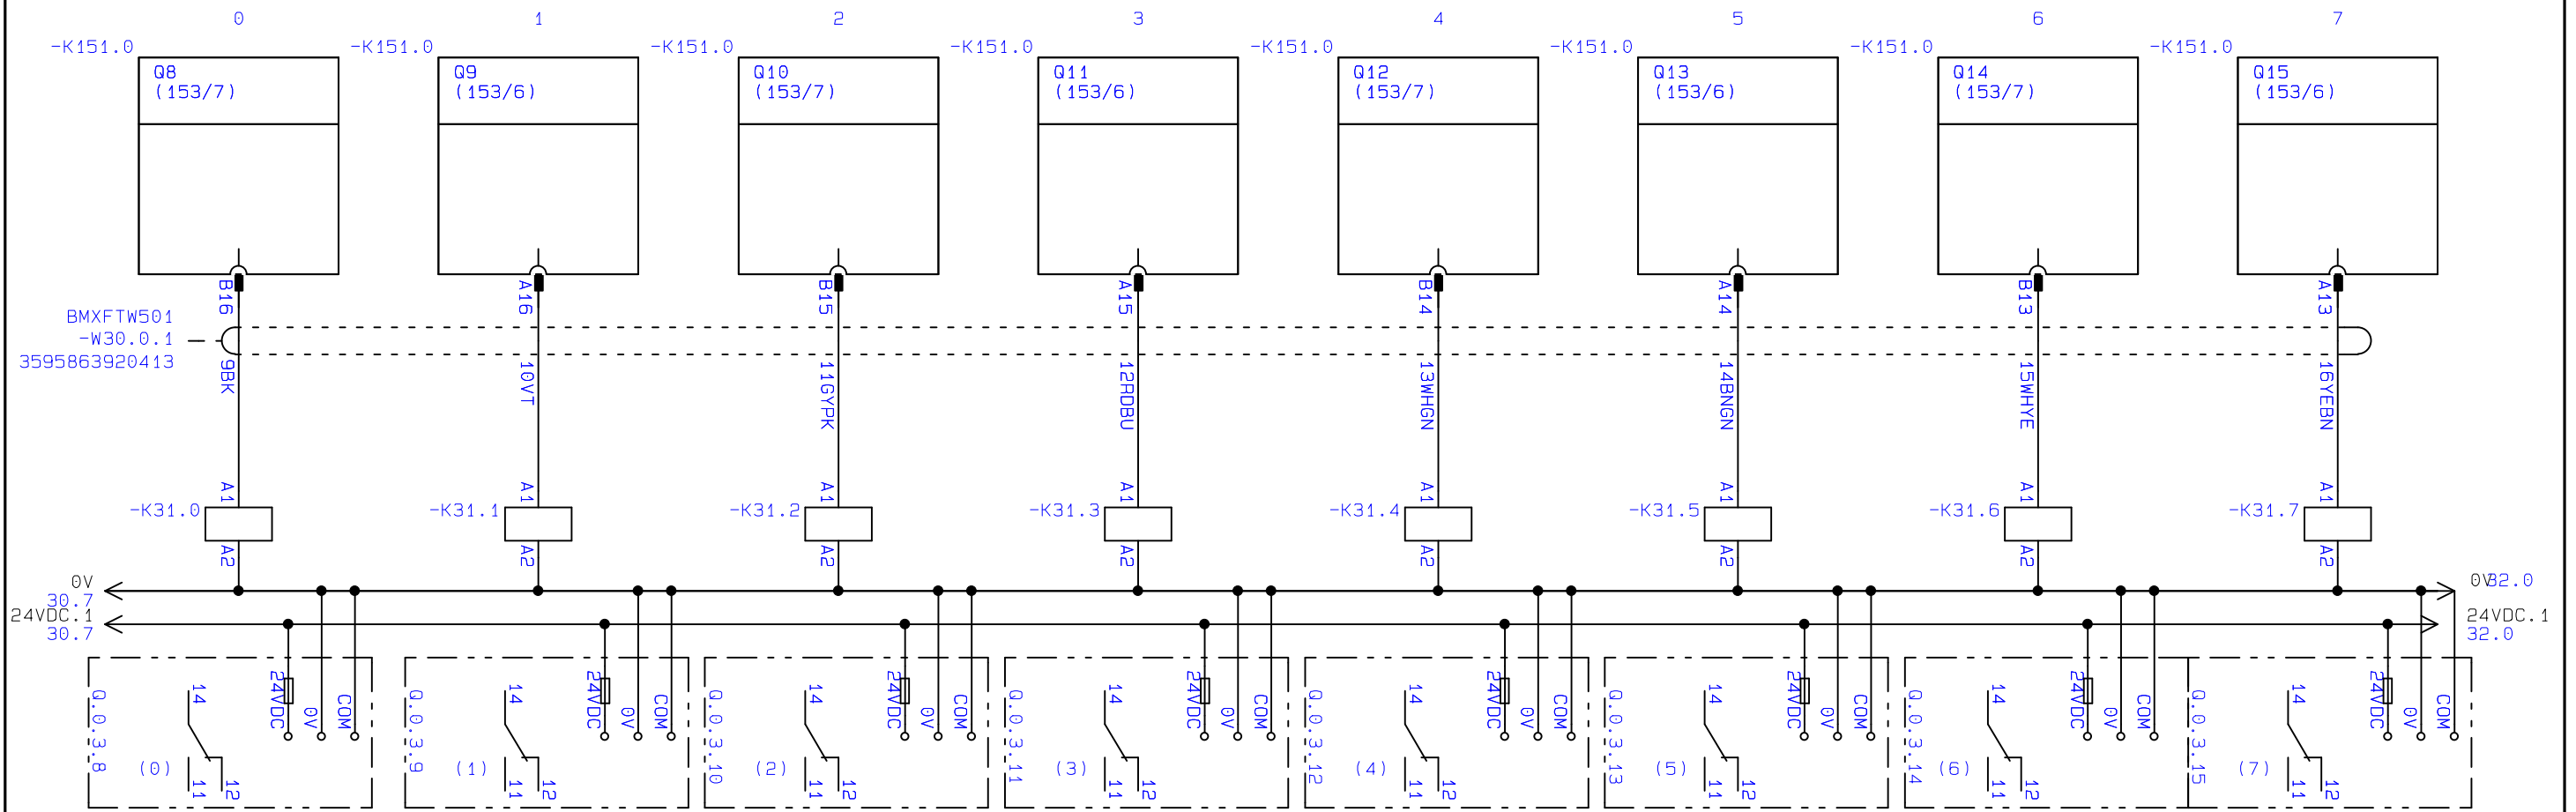 0 1 2 3 4 5 6 7
-K151.0 -K151.0 -K151.0 -K151.0 -K151.0 -K151.0 -K151.0 -K151.0
Q8 Q9 Q10 Q11 Q12 Q13 Q14 Q15
(153/7) (153/6) (153/7) (153/6) (153/7) (153/6) (153/7) (153/6)
B16 A16 B15 A15 B14 A14 B13 A13
BMXFTW501
-W30.0.1
3595863920413
9BK 10VT 11GYPK 12RDBU 13WHGN 14BNGN 15WHYE 16YEBN
A1 A1 A1 A1 A1 A1 A1 A1
-K31.0 -K31.1 -K31.2 -K31.3 -K31.4 -K31.5 -K31.6 -K31.7
A2 A2 A2 A2 A2 A2 A2 A2
0V 0V32.0
30.7
24VDC.1 24VDC.1
30.7 32.0
Q.0.3.8 14 24VDC 0V COM (0) 11 12
Q.0.3.9 14 24VDC 0V COM (1) 11 12
Q.0.3.10 14 24VDC 0V COM (2) 11 12
Q.0.3.11 14 24VDC 0V COM (3) 11 12
Q.0.3.12 14 24VDC 0V COM (4) 11 12
Q.0.3.13 14 24VDC 0V COM (5) 11 12
Q.0.3.14 14 24VDC 0V COM (6) 11 12
Q.0.3.15 14 24VDC 0V COM (7) 11 12